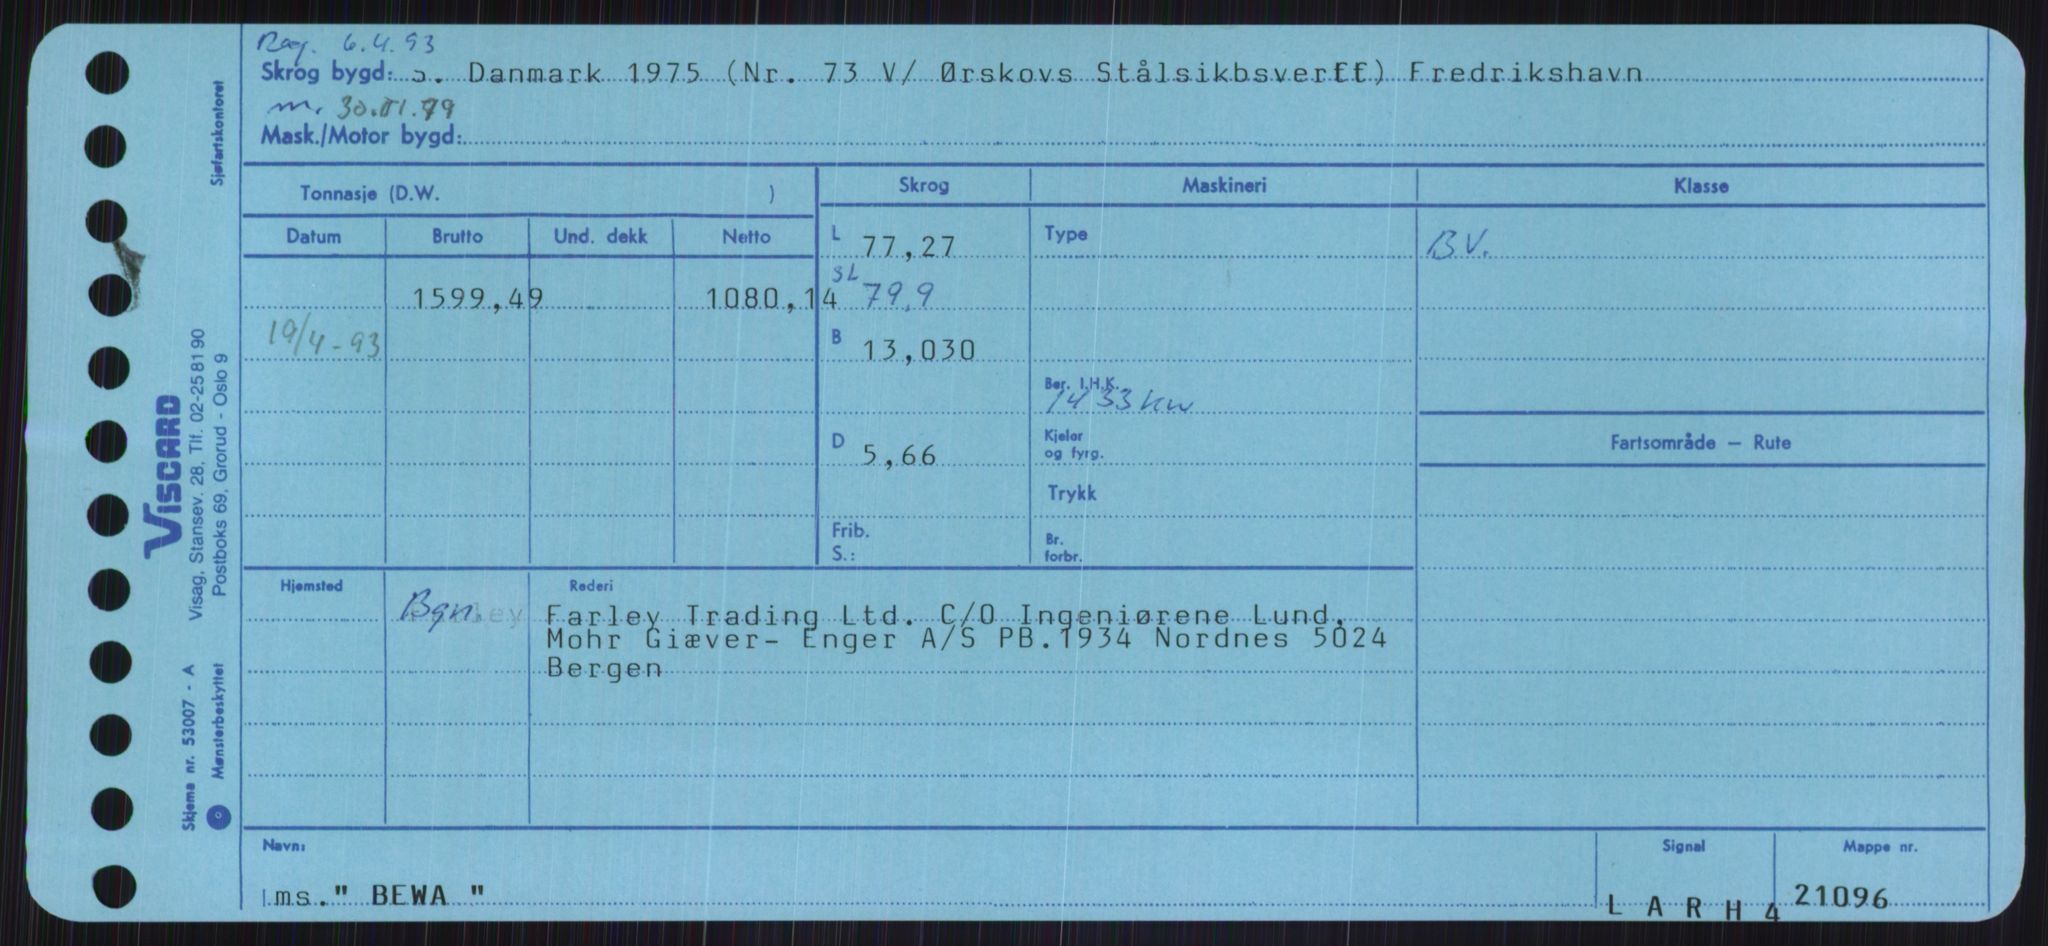 Reg. 6.4.93
Skrog bygd: s. Danmark 1975 (Nr. 73 V/ Ørskovs Stålsikbsverft) Fredrikshavn
m. 30.VI.79
Mask./Motor bygd:
Tonnasje (D.W. )
Skrog
Maskineri
Klasse
Datum
Brutto
Und. dekk
Netto
L 77,27
Type
BV.
1599,49
1080,14
SL 79,9
19/4-93
B 13,030
Ber. I.H.K.
1433 kw
D 5,66
Kjelar
og fyrg.
Fartsområde – Rute
Trykk
Frib.
S.:
Br.
forbr.
Hjemsted
Bgn.
Rederi
Farley Trading Ltd. C/O Ingeniørene Lund,
Mohr Giæver- Enger A/S PB.1934 Nordnes 5024
Bergen
Navn:
ms." BEWA "
Signal
L A R H 4
Mappe nr.
21096
Sjøfartskontoret
VISCARD
Visag, Stansev. 28, Tlf. 02-258190
Postboks 69, Grorud - Oslo 9
Skjema nr. 53007 - A
Mønsterbeskyttet